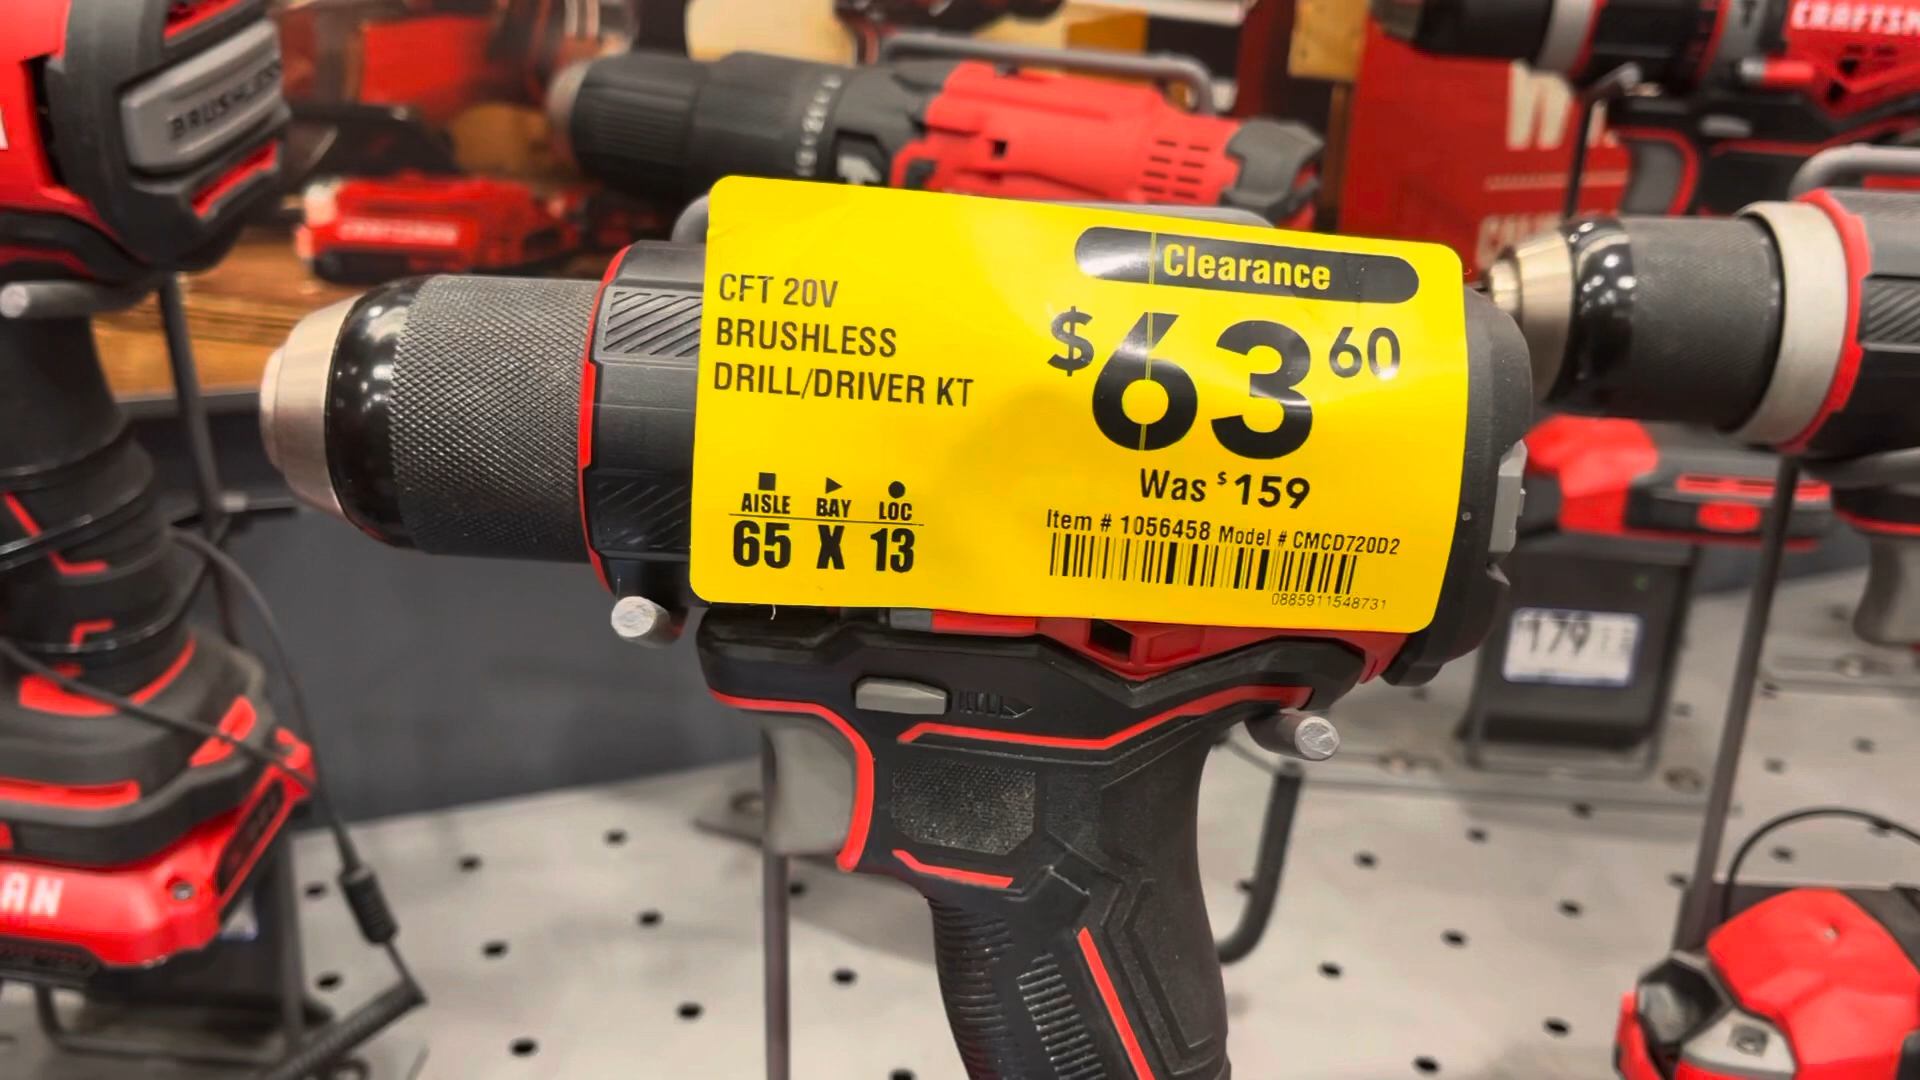 BRUSHLESS
CRAFTSMAN
CFT 20V
BRUSHLESS
DRILL/DRIVER KT
AISLE BAY LOC
65 X 13
Clearance
$63 60
Was $159
Item # 1056458 Model # CMCD720D2
0885911548731
179
AN